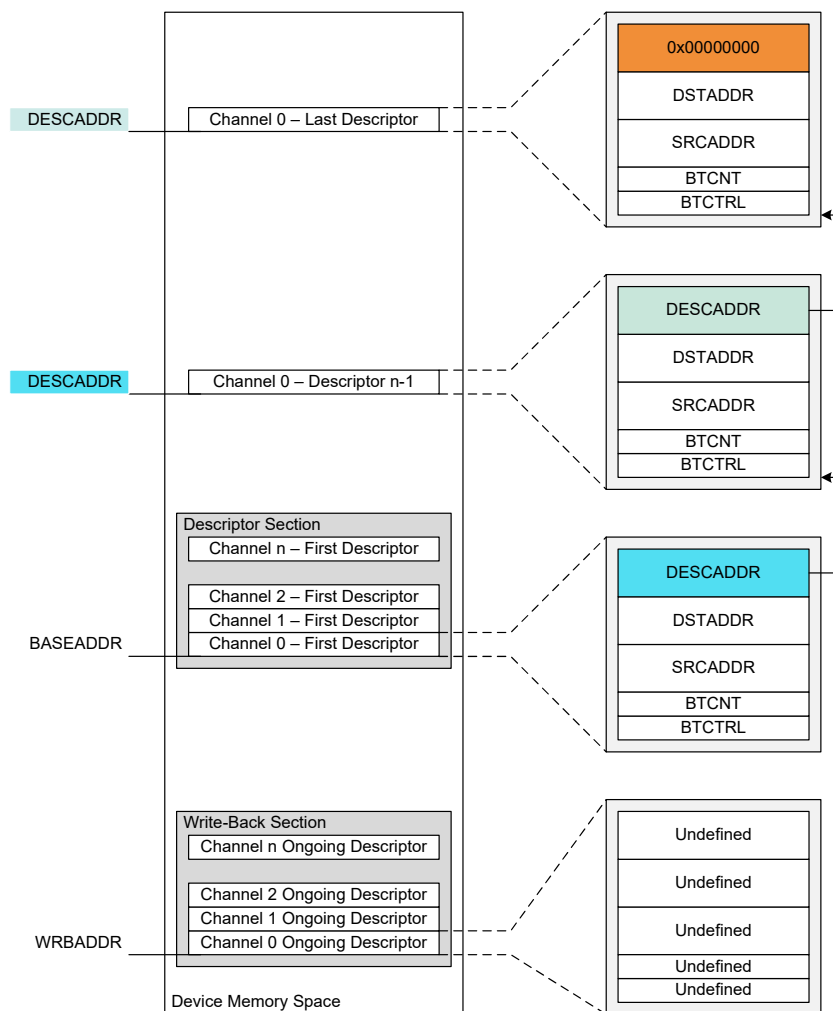 0x00000000
DESCADDR
Channel 0 – Last Descriptor
DSTADDR
SRCADDR
BTCNT
BTCTRL
DESCADDR
DESCADDR
Channel 0 – Descriptor n-1
DSTADDR
SRCADDR
BTCNT
BTCTRL
Descriptor Section
Channel n – First Descriptor
Channel 2 – First Descriptor
Channel 1 – First Descriptor
Channel 0 – First Descriptor
BASEADDR
DESCADDR
DSTADDR
SRCADDR
BTCNT
BTCTRL
Write-Back Section
Channel n Ongoing Descriptor
Channel 2 Ongoing Descriptor
Channel 1 Ongoing Descriptor
Channel 0 Ongoing Descriptor
WRBADDR
Undefined
Undefined
Undefined
Undefined
Undefined
Device Memory Space